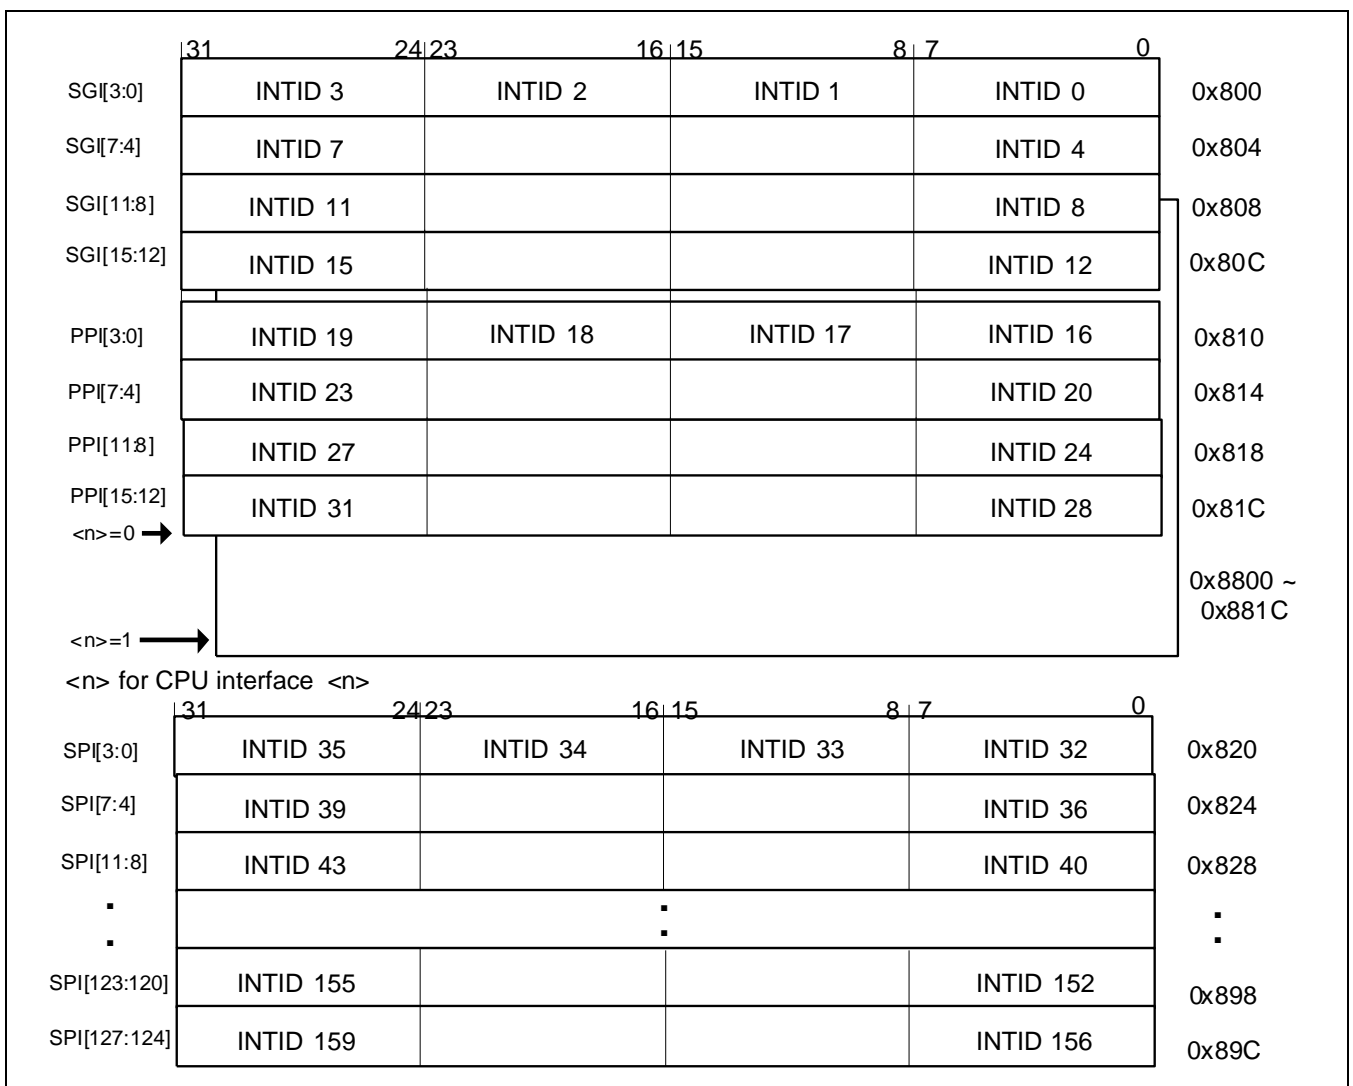 31 24 23 16 15 8 7 0
SGI[3:0] INTID 3 INTID 2 INTID 1 INTID 0 0x800
SGI[7:4] INTID 7 INTID 4 0x804
SGI[11:8] INTID 11 INTID 8 0x808
SGI[15:12] INTID 15 INTID 12 0x80C
PPI[3:0] INTID 19 INTID 18 INTID 17 INTID 16 0x810
PPI[7:4] INTID 23 INTID 20 0x814
PPI[11:8] INTID 27 INTID 24 0x818
PPI[15:12] INTID 31 INTID 28 0x81C
<n>=0
0x8800 ~
0x881C
<n>=1
<n> for CPU interface <n>
31 24 23 16 15 8 7 0
SPI[3:0] INTID 35 INTID 34 INTID 33 INTID 32 0x820
SPI[7:4] INTID 39 INTID 36 0x824
SPI[11:8] INTID 43 INTID 40 0x828
: : :
SPI[123:120] INTID 155 INTID 152 0x898
SPI[127:124] INTID 159 INTID 156 0x89C